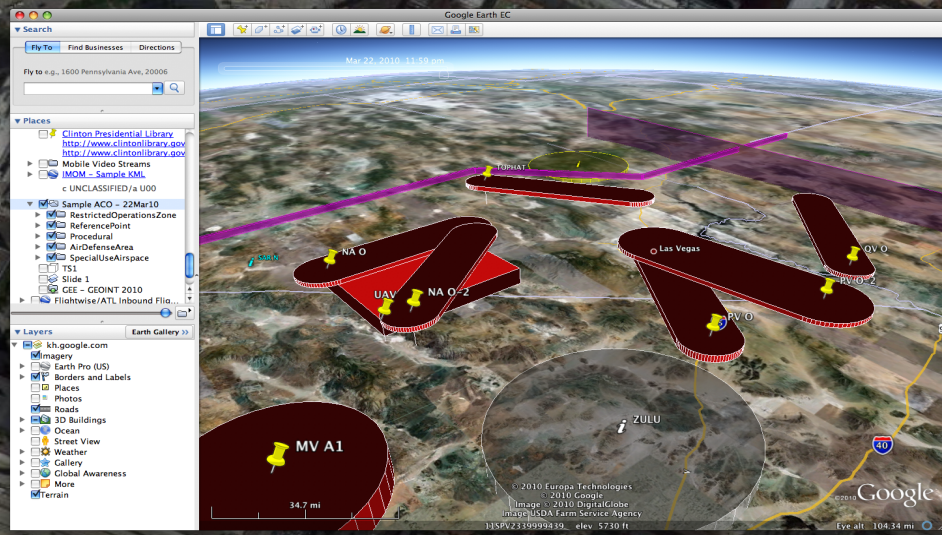 Google Earth EC
Search
Fly To
Find Businesses
Directions
Fly to e.g., 1600 Pennsylvania Ave, 20006
Places
Clinton Presidential Library
http://www.clintonlibrary.gov
http://www.clintonlibrary.gov
Mobile Video Streams
IMOM - Sample KML
c UNCLASSIFIED/a U00
Sample ACO - 22Mar10
RestrictedOperationsZone
ReferencePoint
Procedural
AirDefenseArea
SpecialUseAirspace
TS1
Slide 1
GEE - GEOINT 2010
Flightwise/ATL Inbound Flig...
Layers
Earth Gallery >>
kh.google.com
Imagery
Earth Pro (US)
Borders and Labels
Places
Photos
Roads
3D Buildings
Ocean
Street View
Weather
Gallery
Global Awareness
More
Terrain
Mar 22, 2010 11:59 pm
TOPHAT
NA O
Las Vegas
QV O
UAV
NA O-2
PV O-2
PV O
ZULU
MV A1
40
34.7 mi
© 2010 Europa Technologies
© 2010 Google
Image © 2010 DigitalGlobe
Image USDA Farm Service Agency
©2010 Google
11SPV2339999439 elev 5730 ft
Eye alt 104.34 mi